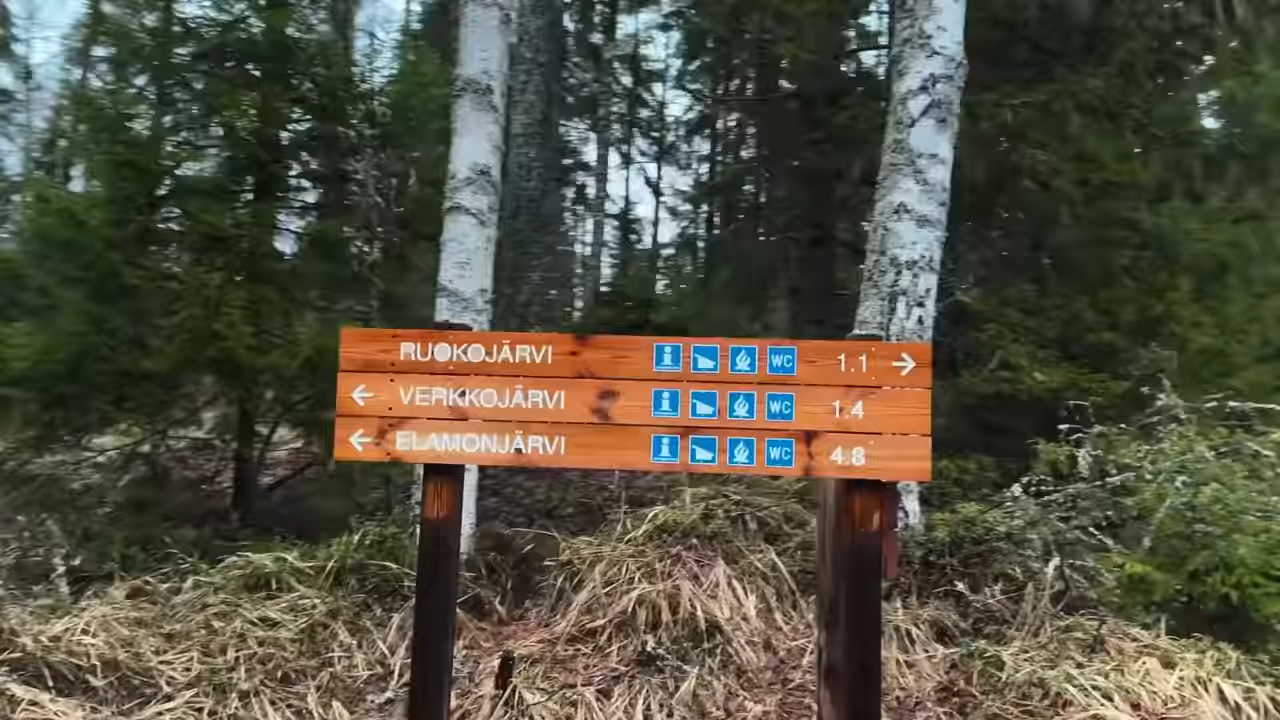 RUOKOJÄRVI i WC 1.1 →
← VERKKOJÄRVI i WC 1.4
← ELAMONJÄRVI i WC 4.8